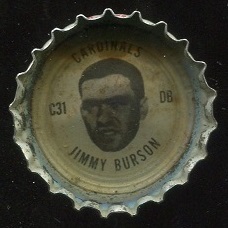 CARDINALS
C31
DB
JIMMY BURSON